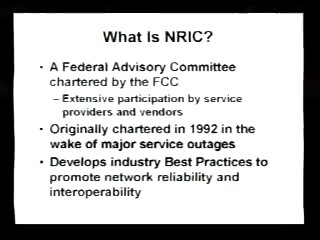 What Is NRIC?
• A Federal Advisory Committee
chartered by the FCC
– Extensive participation by service
providers and vendors
• Originally chartered in 1992 in the
wake of major service outages
• Develops industry Best Practices to
promote network reliability and
interoperability